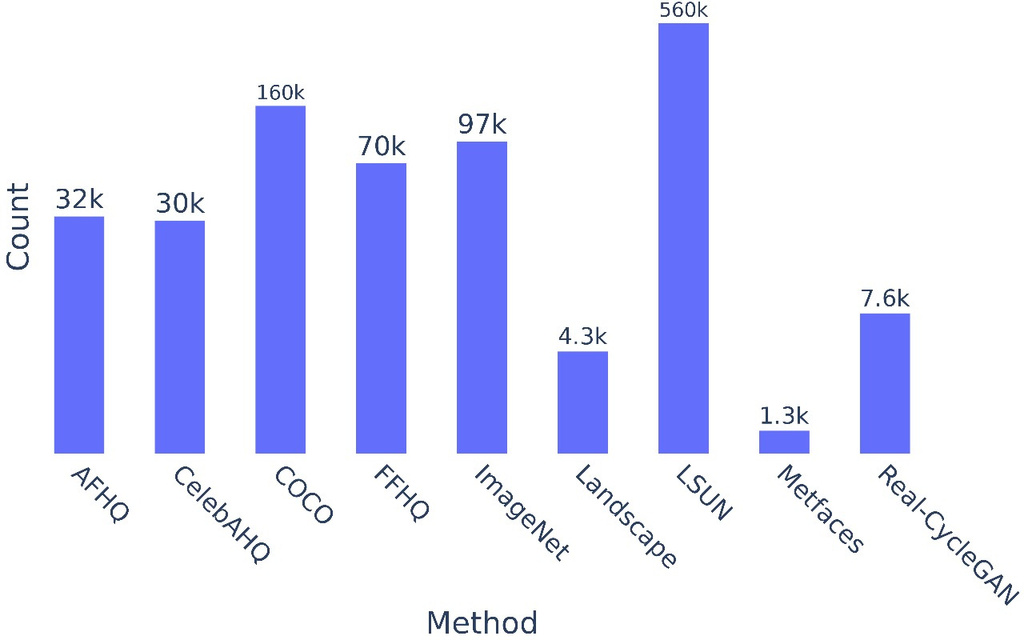 560k
160k
97k
70k
32k
30k
4.3k
7.6k
1.3k
Count
AFHQ
CelebAHQ
COCO
FFHQ
ImageNet
Landscape
LSUN
Metfaces
Real-CycleGAN
Method